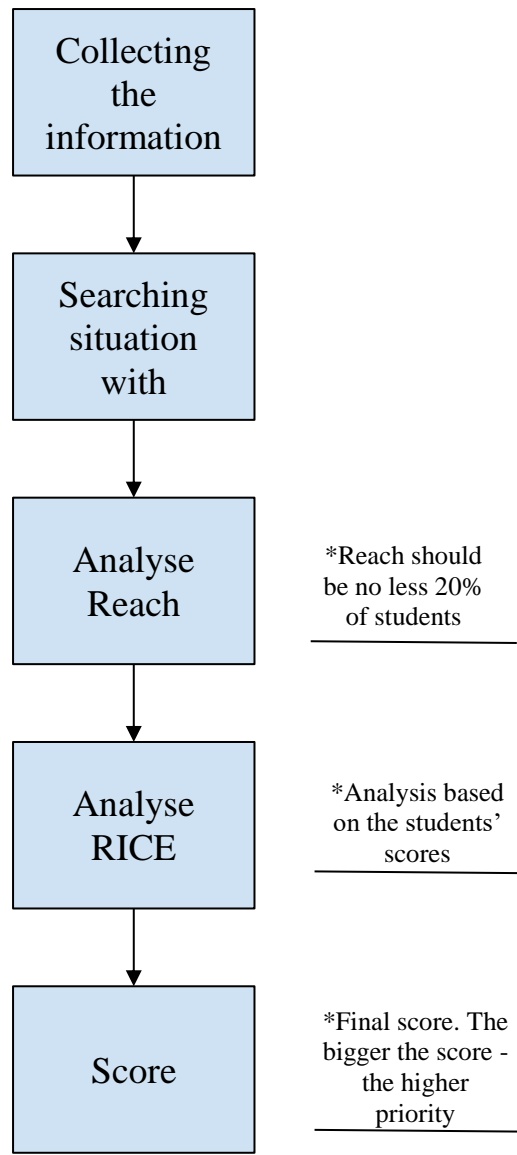 Collecting
the
information
Searching
situation
with
Analyse
Reach
*Reach should
be no less 20%
of students
Analyse
RICE
*Analysis based
on the students’
scores
Score
*Final score. The
bigger the score -
the higher
priority